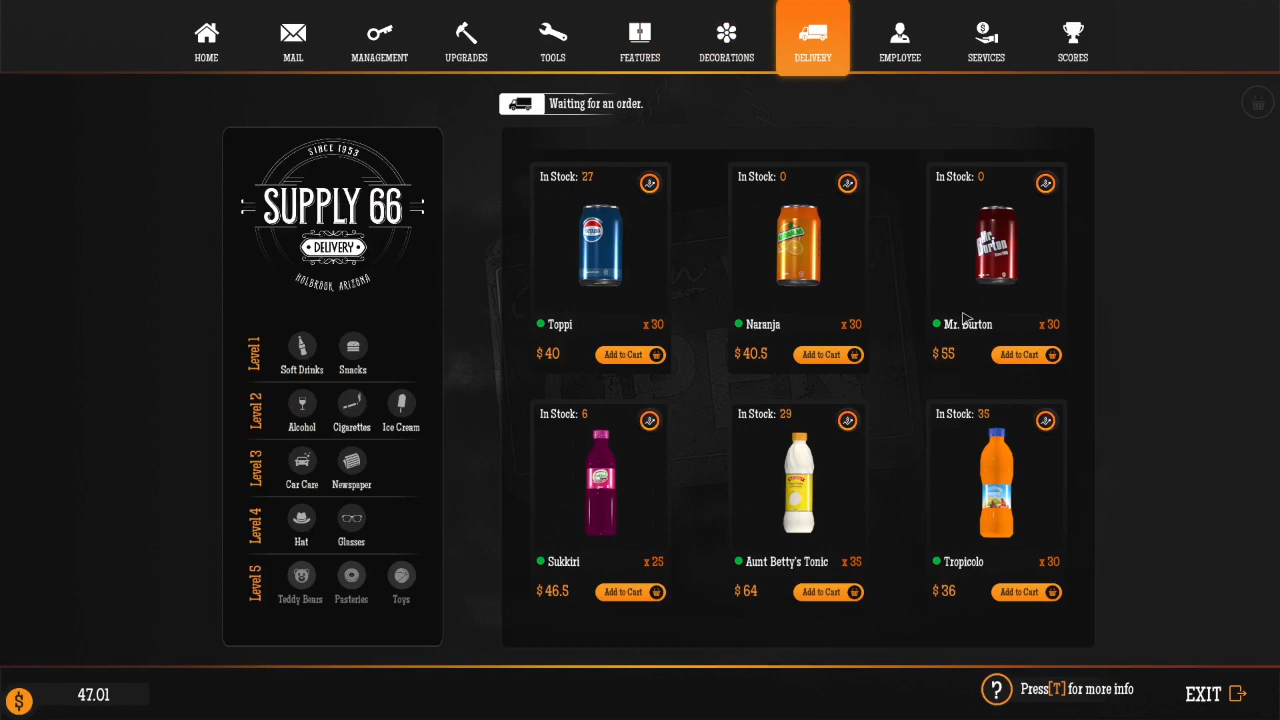 HOME
MAIL
MANAGEMENT
UPGRADES
TOOLS
FEATURES
DECORATIONS
DELIVERY
EMPLOYEE
SERVICES
SCORES
Waiting for an order.
SINCE 1953
SUPPLY 66
DELIVERY
HOLBROOK, ARIZONA
Level 1
Soft Drinks
Snacks
Level 2
Alcohol
Cigarettes
Ice Cream
Level 3
Car Care
Newspaper
Level 4
Hat
Glasses
Level 5
Teddy Bears
Pasteries
Toys
In Stock: 27
Toppi x 30
$ 40 Add to Cart
In Stock: 0
Naranja x 30
$ 40.5 Add to Cart
In Stock: 0
Mr. Burton
Mr. Burton x 30
$ 55 Add to Cart
In Stock: 6
Sukkiri x 25
$ 46.5 Add to Cart
In Stock: 29
Aunt Betty's Tonic x 35
$ 64 Add to Cart
In Stock: 35
Tropicolo x 30
$ 36 Add to Cart
$ 47.01
? Press[T] for more info
EXIT